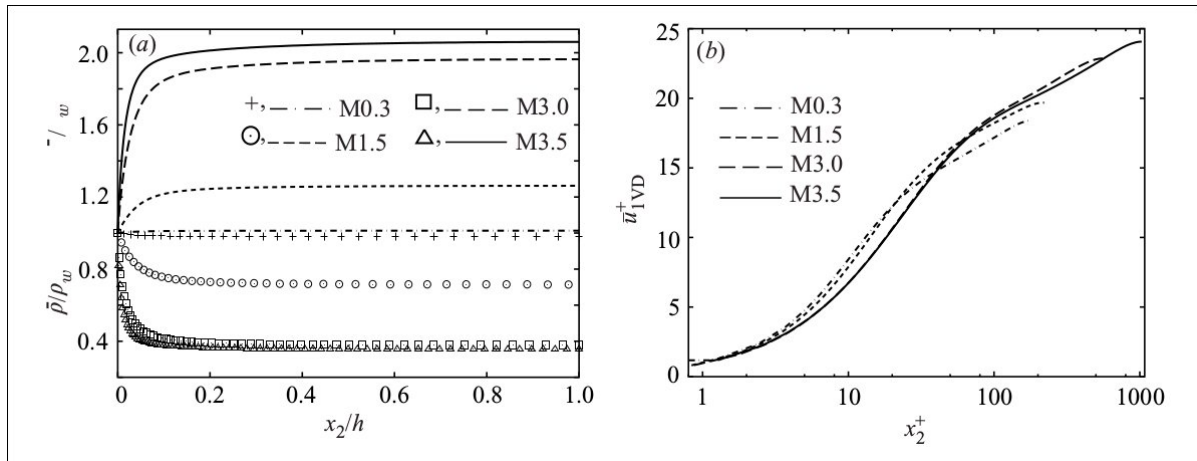 (a)
2.0
1.6
1.2
0.8
0.4
¯/ w
ρ̄/ρw
+, M0.3
, M3.0
, M1.5
, M3.5
0 0.2 0.4 0.6 0.8 1.0
x2/h
(b)
25
20
15
10
5
0
ū+1VD
M0.3
M1.5
M3.0
M3.5
1 10 100 1000
x2+